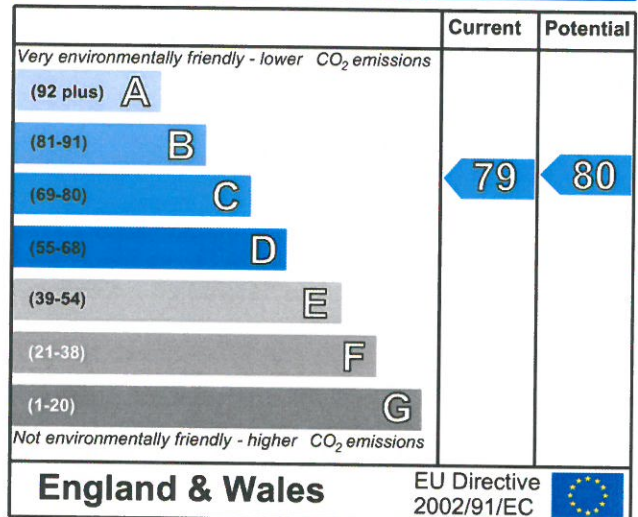 Current Potential
Very environmentally friendly - lower CO2 emissions
(92 plus) A
(81-91) B
(69-80) C
79 80
(55-68) D
(39-54) E
(21-38) F
(1-20) G
Not environmentally friendly - higher CO2 emissions
England & Wales
EU Directive
2002/91/EC